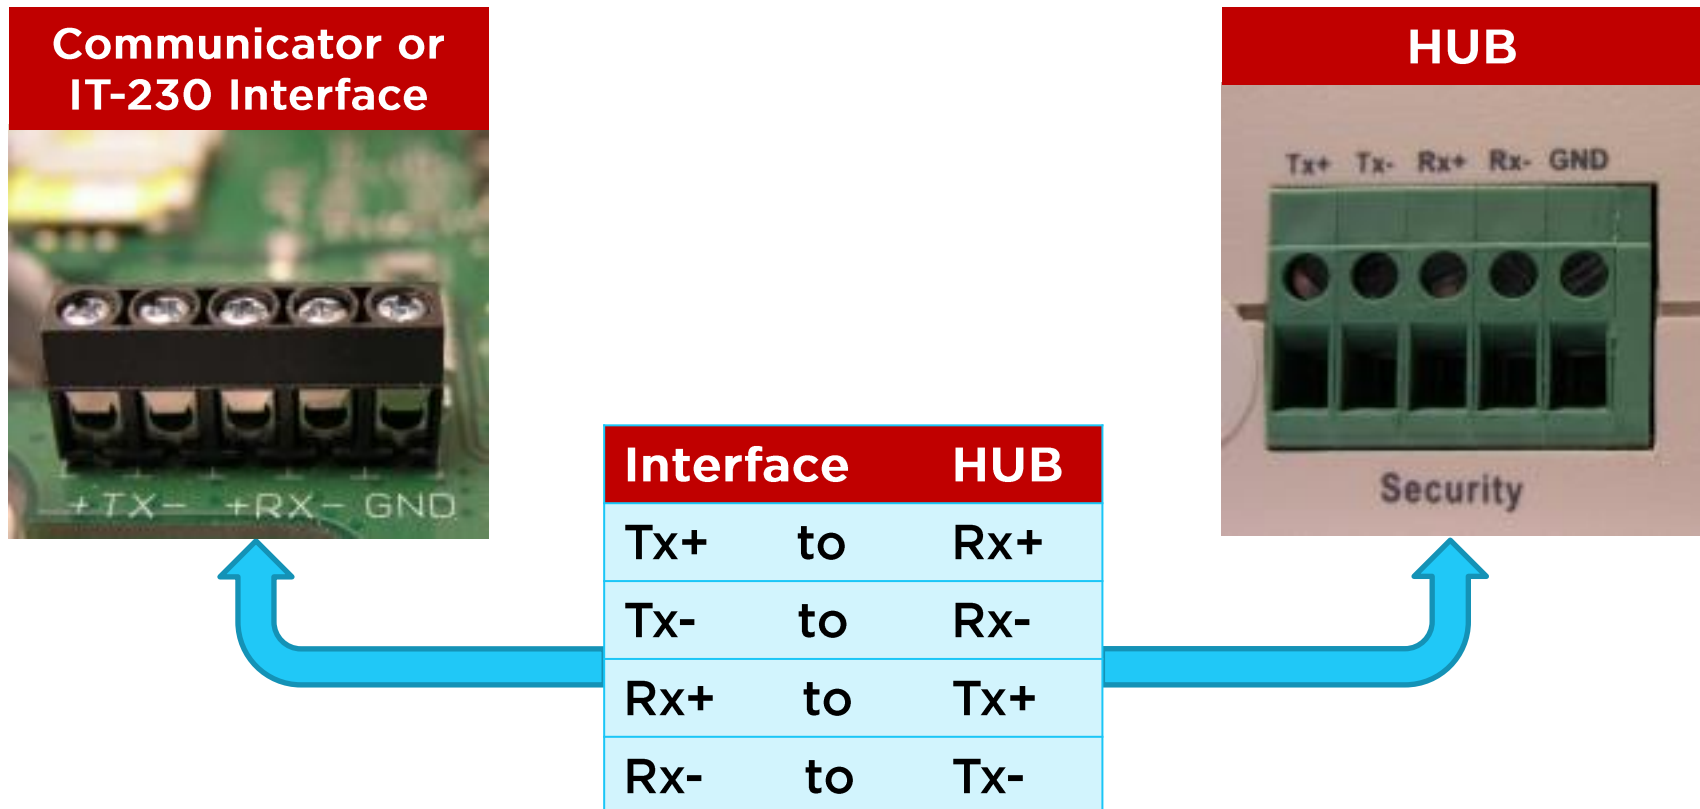 Communicator or
IT-230 Interface
HUB
Tx+ Tx- Rx+ Rx- GND
Security
+TX- +RX- GND
Interface HUB
Tx+ to Rx+
Tx- to Rx-
Rx+ to Tx+
Rx- to Tx-